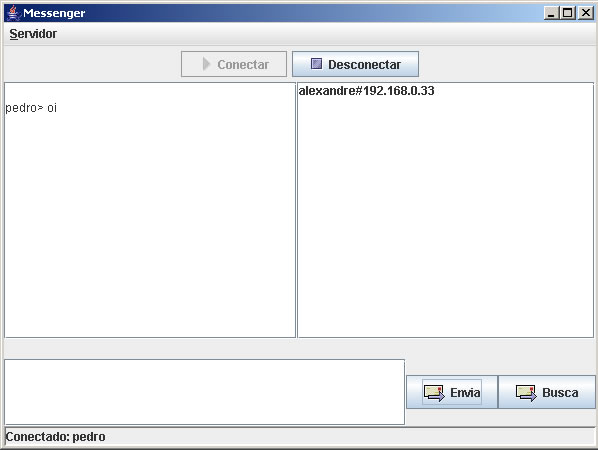 Messenger
Servidor
Conectar Desconectar
pedro> oi
alexandre#192.168.0.33
Envia Busca
Conectado: pedro